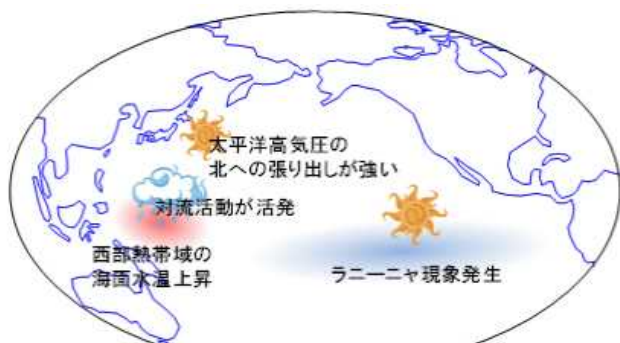 太平洋高気圧の
北への張り出しが強い
対流活動が活発
西部熱帯域の
海面水温上昇
ラニーニャ現象発生